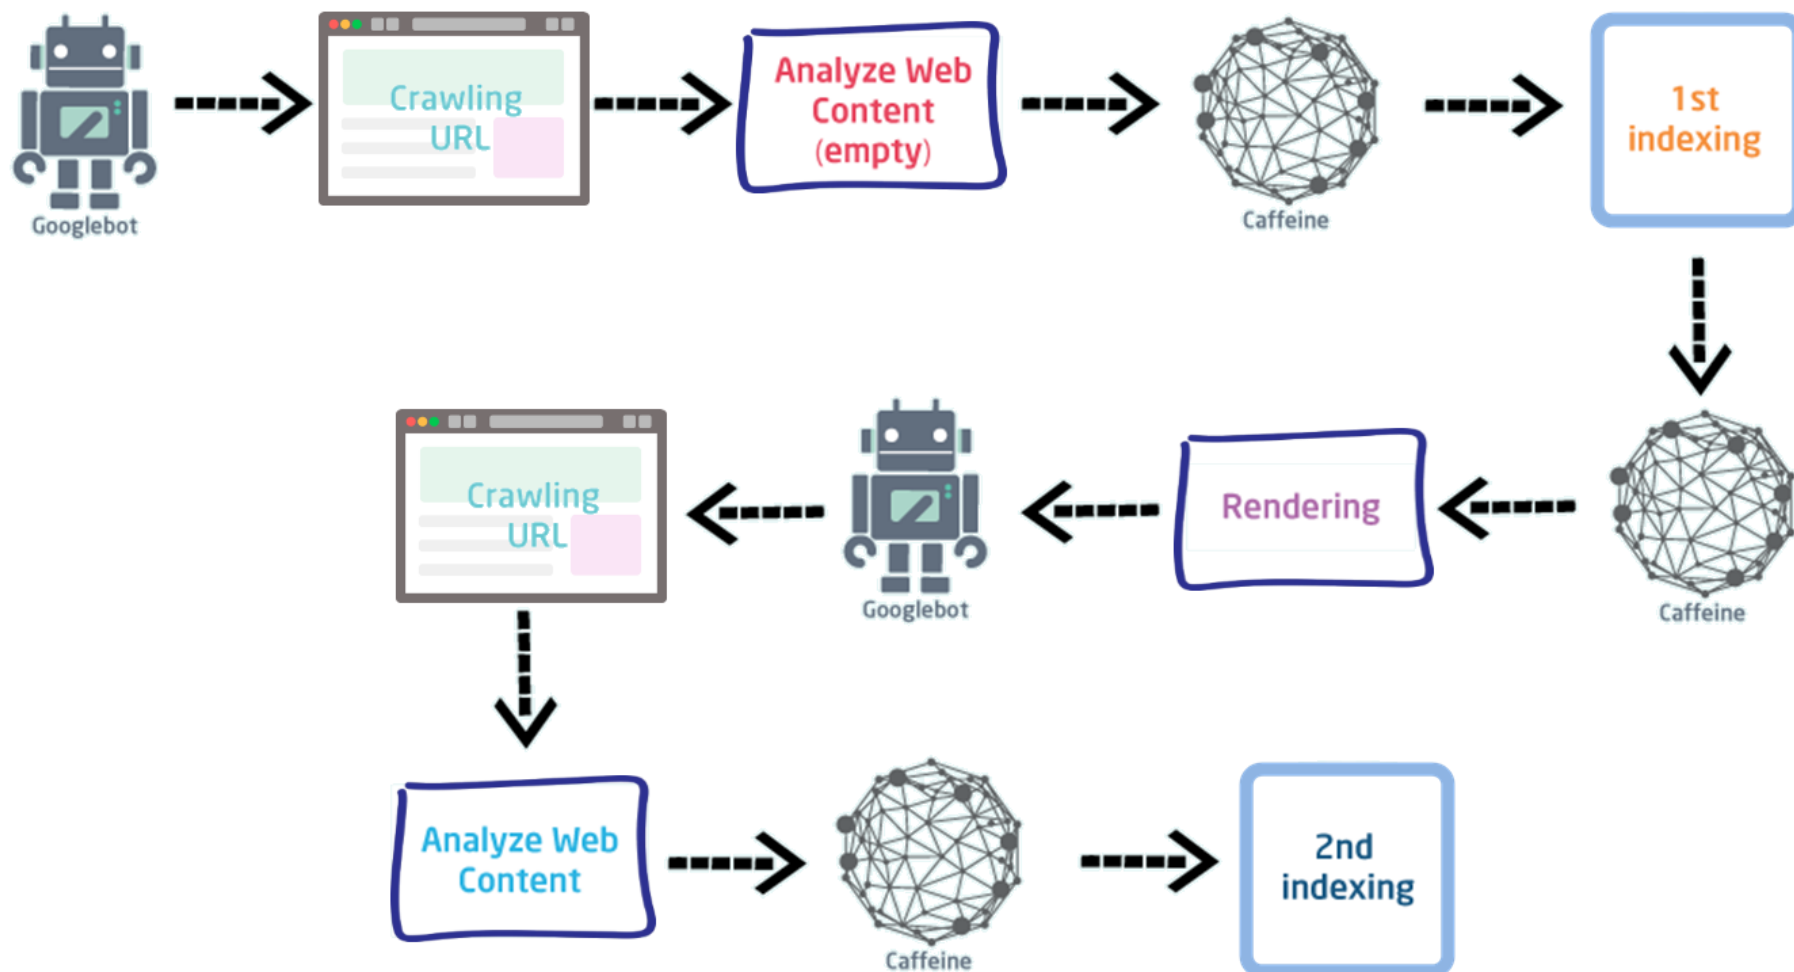 Crawling
URL
Googlebot
Analyze Web
Content
(empty)
Caffeine
1st
indexing
Caffeine
Rendering
Googlebot
Crawling
URL
Analyze Web
Content
Caffeine
2nd
indexing